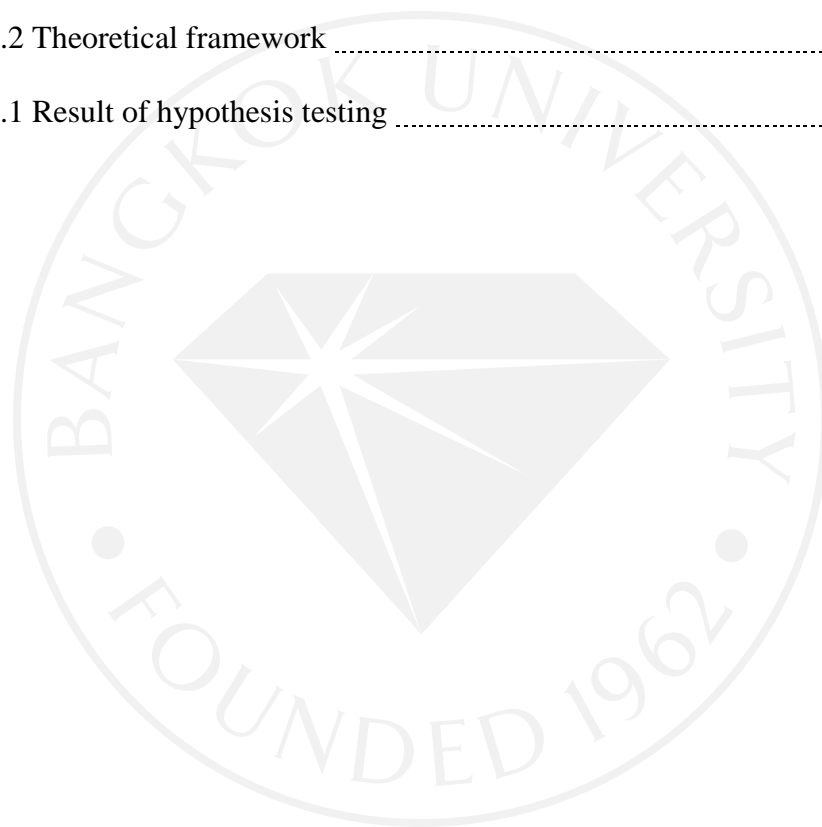 .2 Theoretical framework
.1 Result of hypothesis testing
BANGKOK UNIVERSITY
• FOUNDED 1962 •